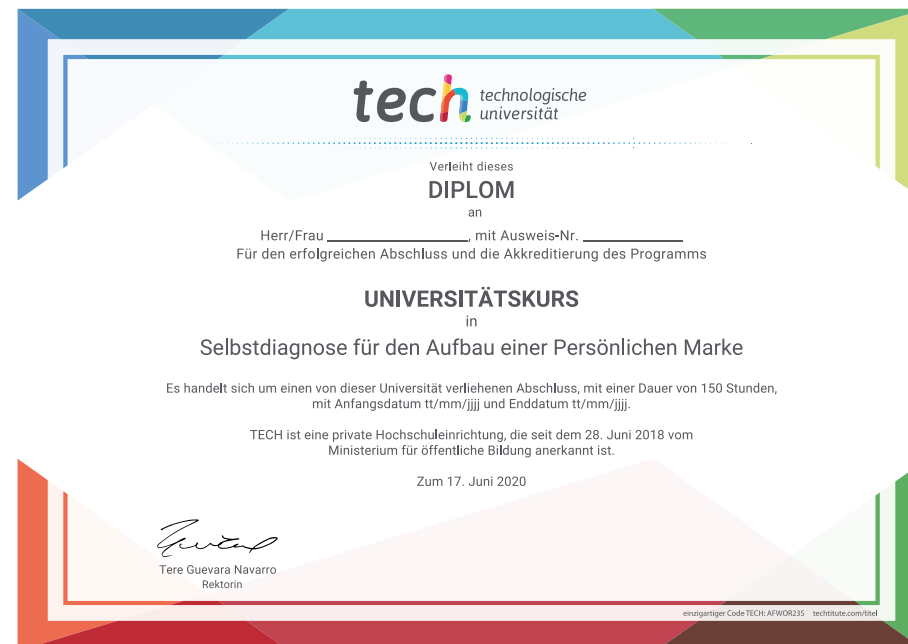 tech technologische
universität
Verleiht dieses
DIPLOM
an
Herr/Frau ____________, mit Ausweis-Nr. ____________
Für den erfolgreichen Abschluss und die Akkreditierung des Programms
UNIVERSITÄTSKURS
in
Selbstdiagnose für den Aufbau einer Persönlichen Marke
Es handelt sich um einen von dieser Universität verliehenen Abschluss, mit einer Dauer von 150 Stunden,
mit Anfangsdatum tt/mm/jjjj und Enddatum tt/mm/jjjj.
TECH ist eine private Hochschuleinrichtung, die seit dem 28. Juni 2018 vom
Ministerium für öffentliche Bildung anerkannt ist.
Zum 17. Juni 2020
Tere Guevara Navarro
Rektorin
einzigartiger Code TECH: AFWOR235 techtitute.com/titel